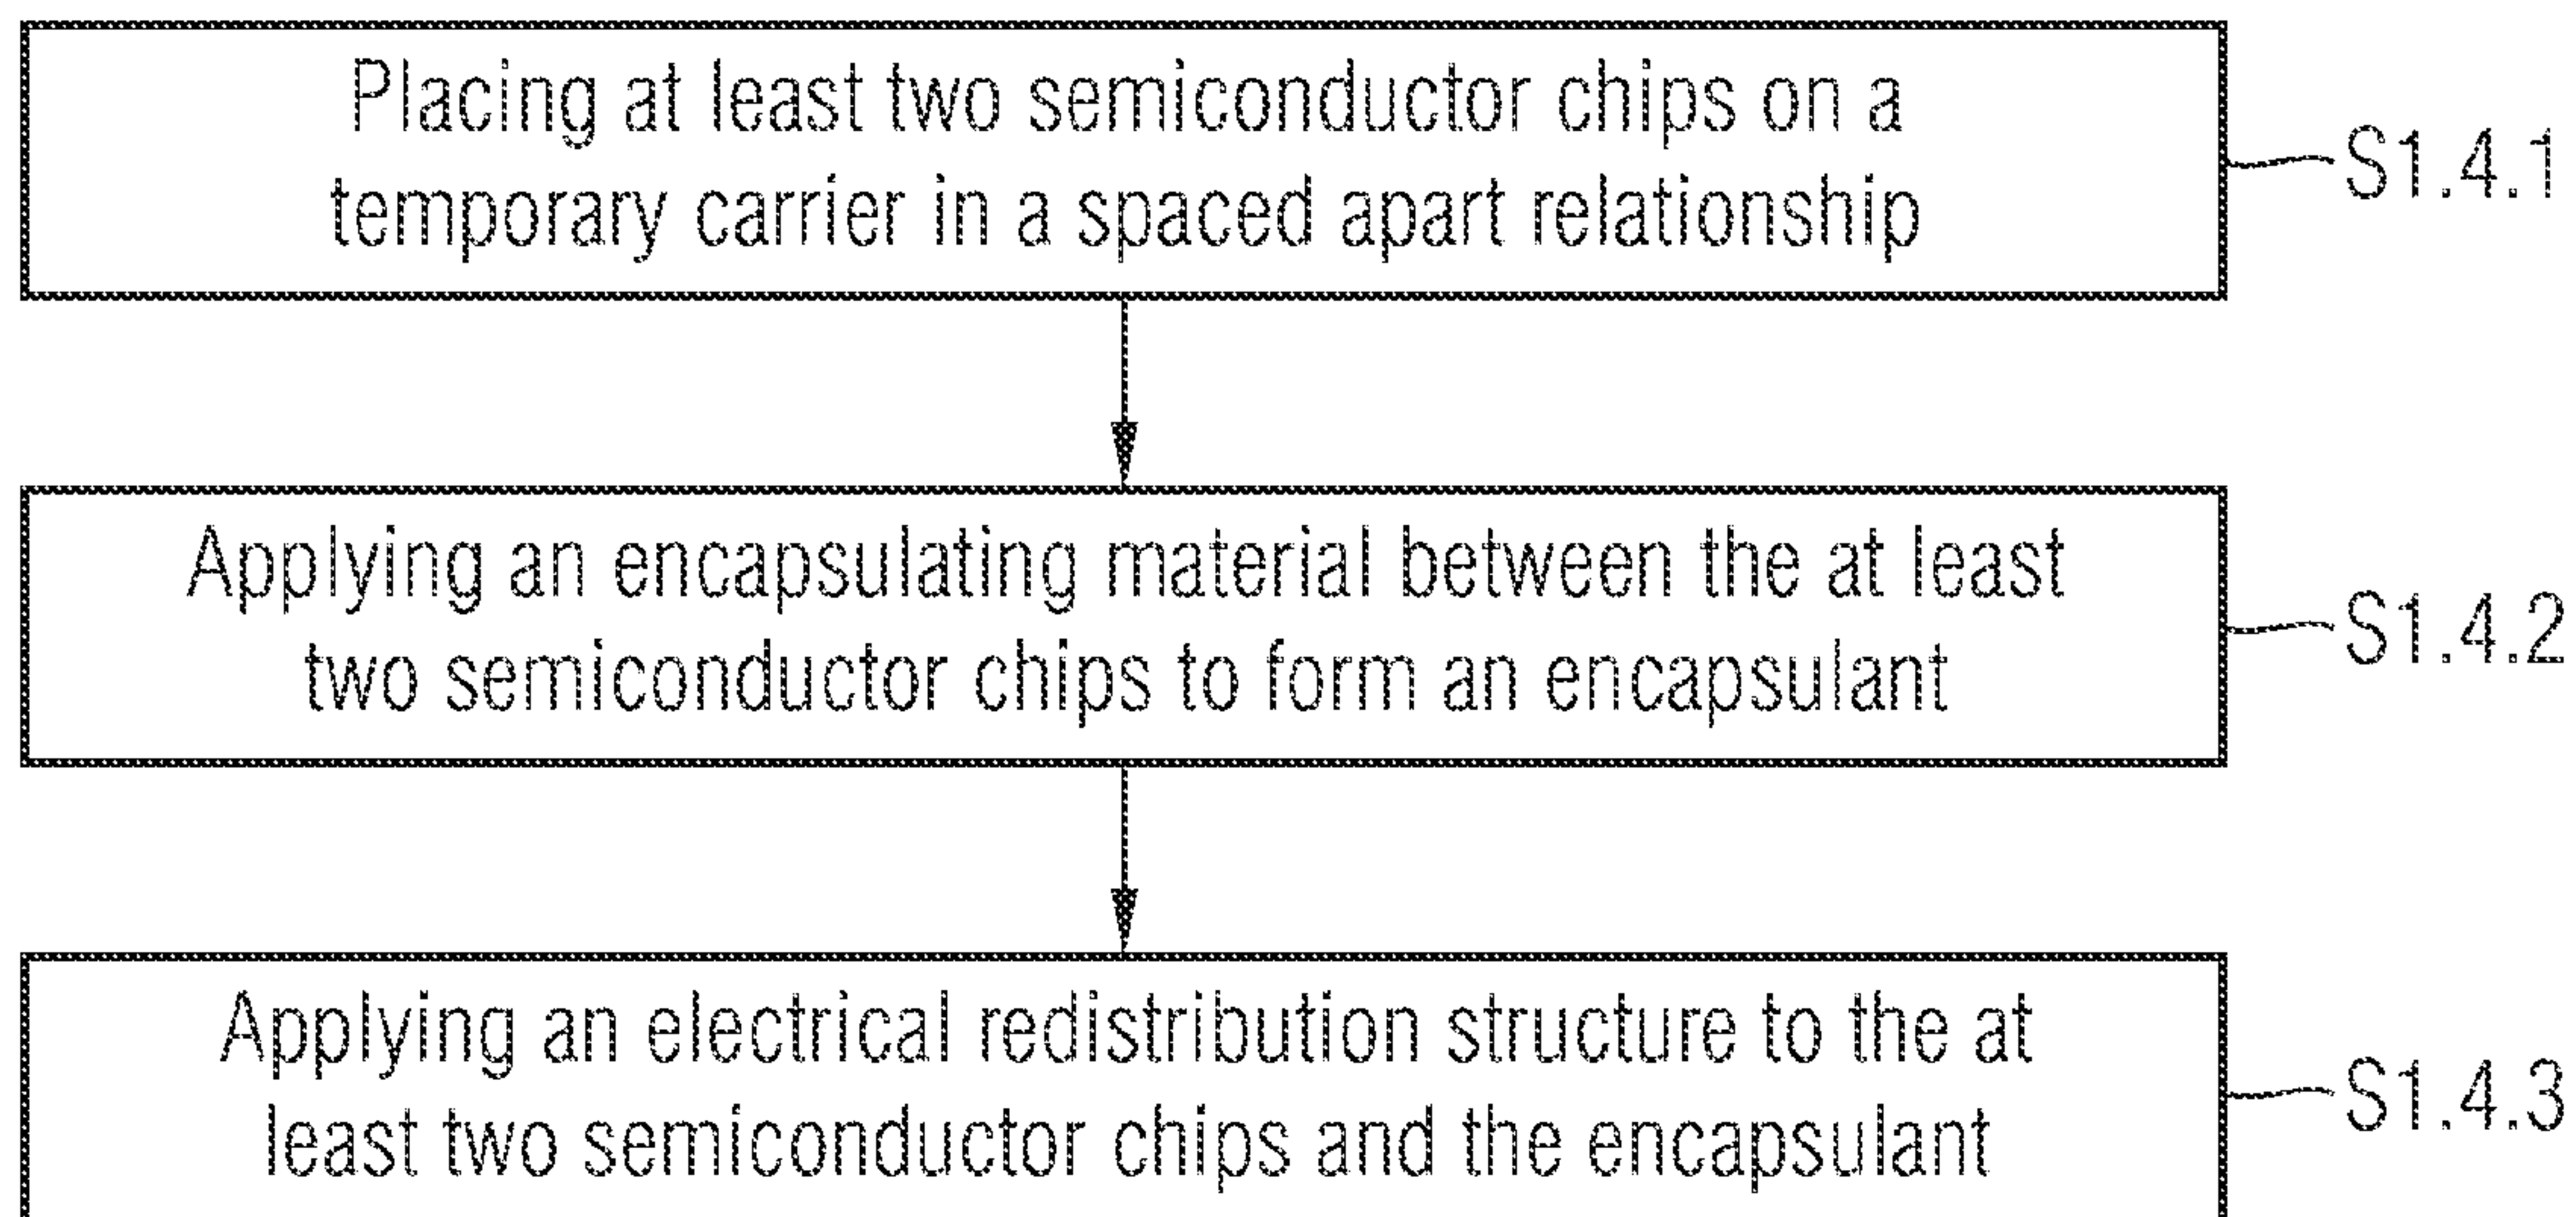 Placing at least two semiconductor chips on a
temporary carrier in a spaced apart relationship
S1.4.1
Applying an encapsulating material between the at least
two semiconductor chips to form an encapsulant
S1.4.2
Applying an electrical redistribution structure to the at
least two semiconductor chips and the encapsulant
S1.4.3